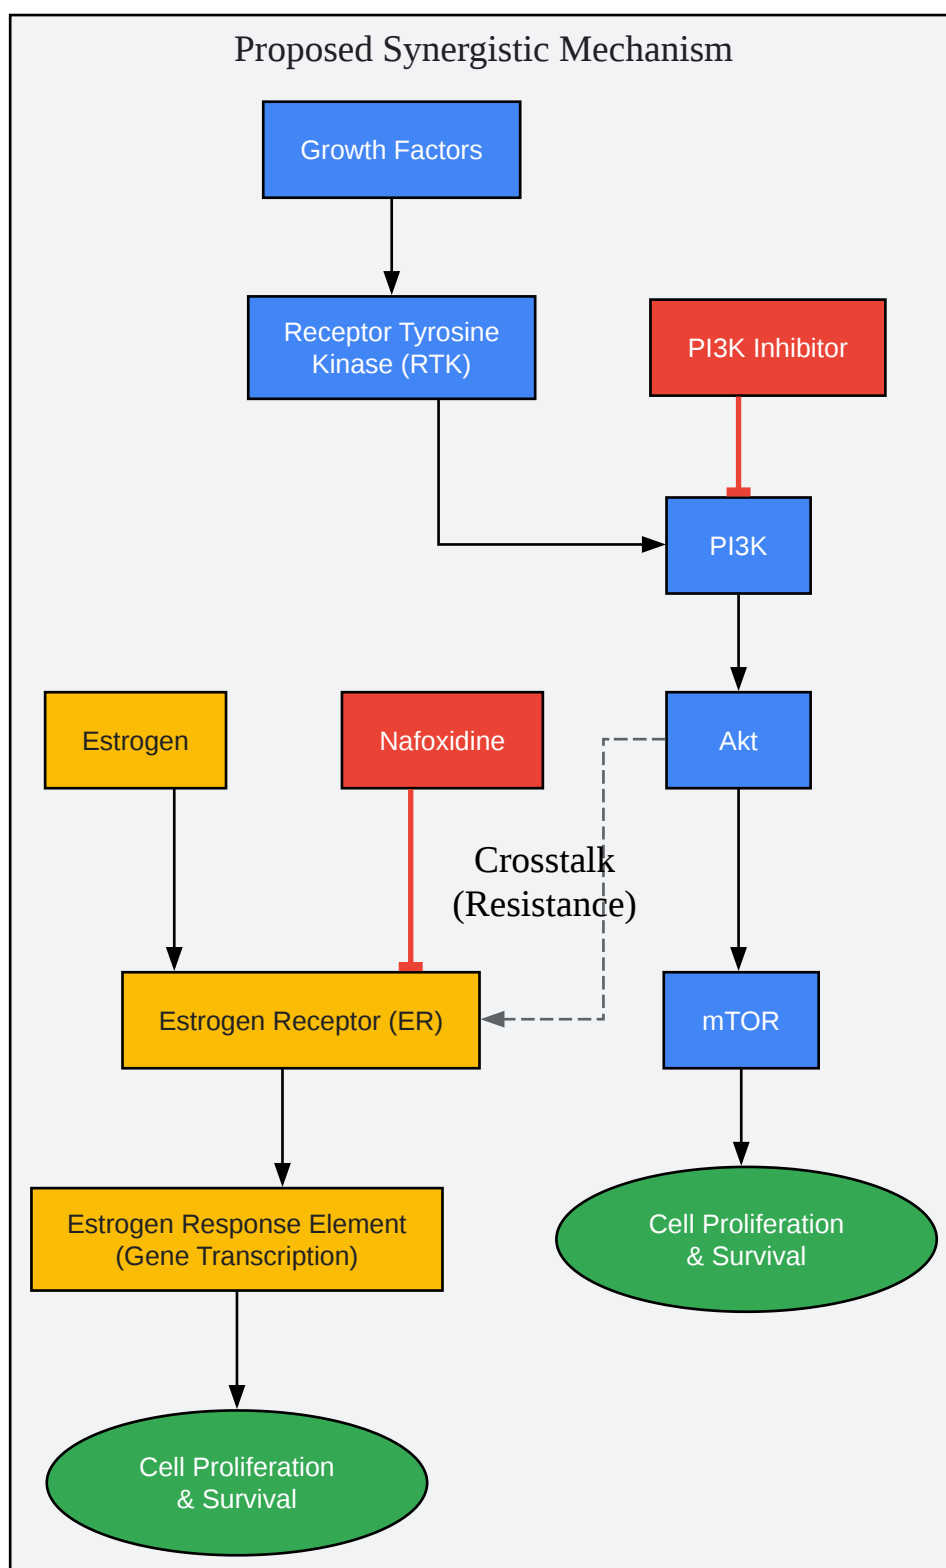 Proposed Synergistic Mechanism
Growth Factors
Receptor Tyrosine
Kinase (RTK)
PI3K Inhibitor
PI3K
Estrogen
Nafoxidine
Akt
Crosstalk
(Resistance)
Estrogen Receptor (ER)
mTOR
Estrogen Response Element
(Gene Transcription)
Cell Proliferation
& Survival
Cell Proliferation
& Survival